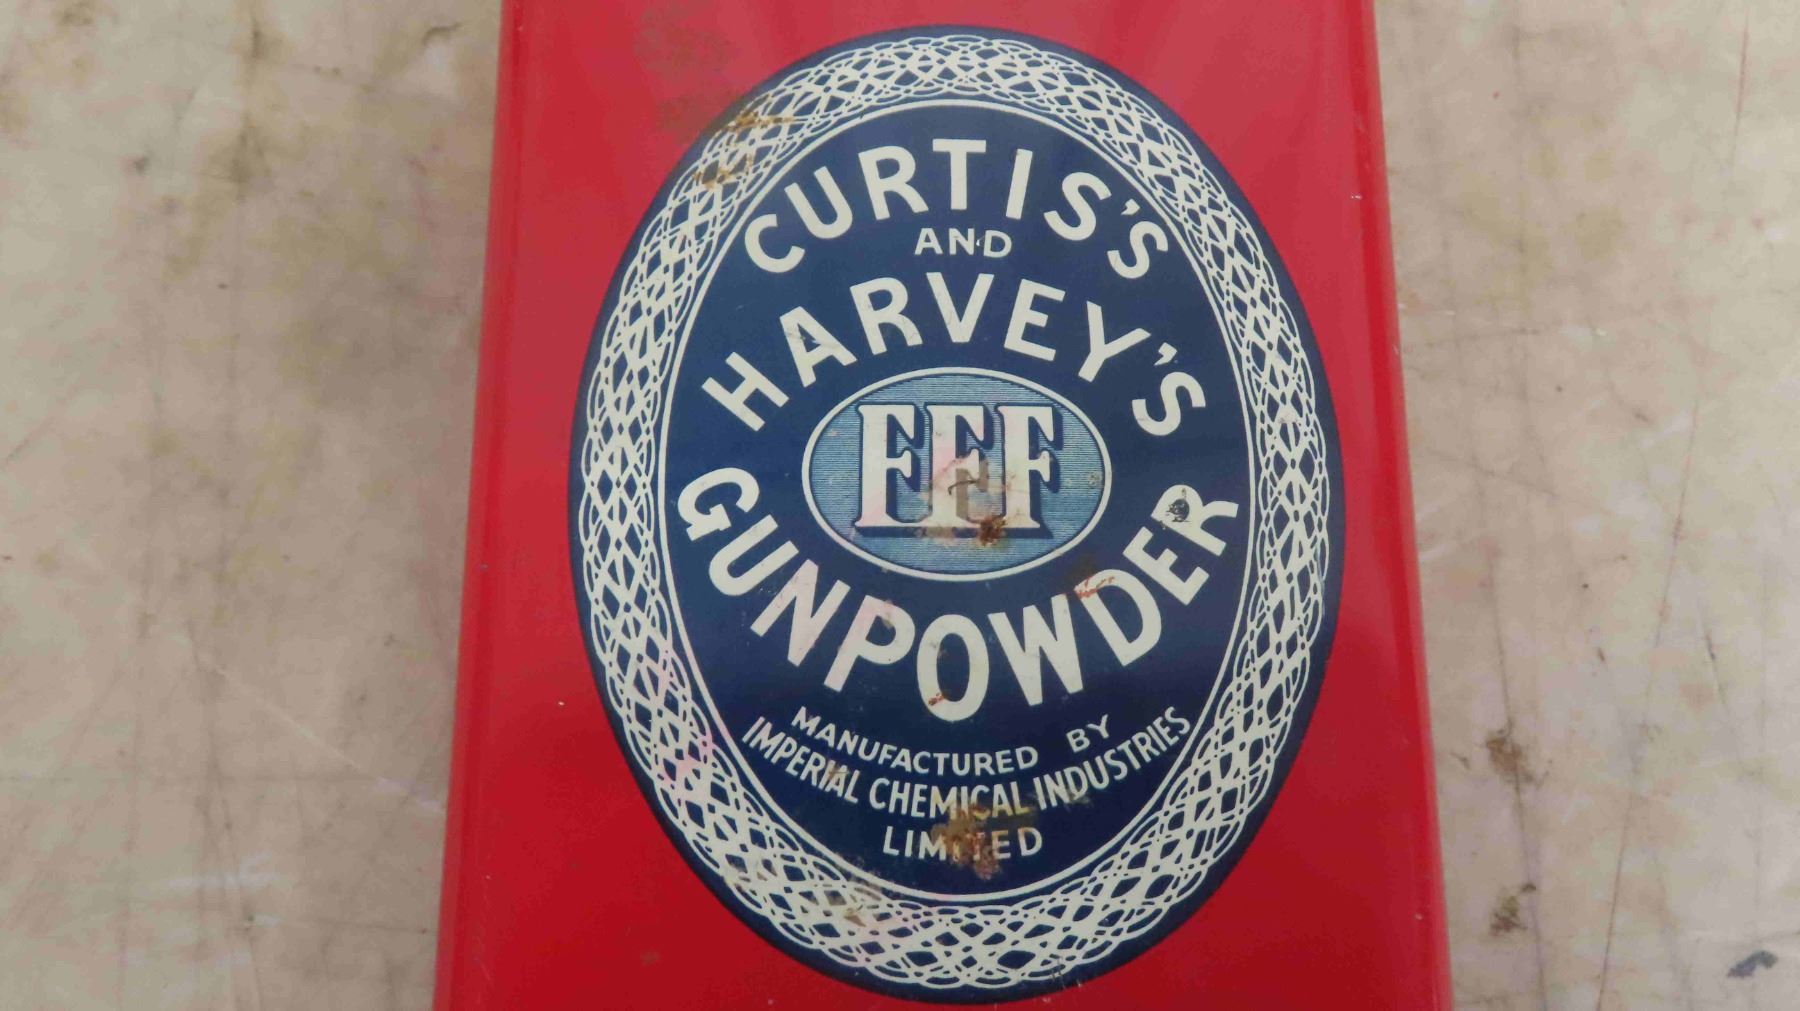 CURTIS'S
AND
HARVEY'S
FFF
GUNPOWDER
MANUFACTURED BY
IMPERIAL CHEMICAL INDUSTRIES
LIMITED